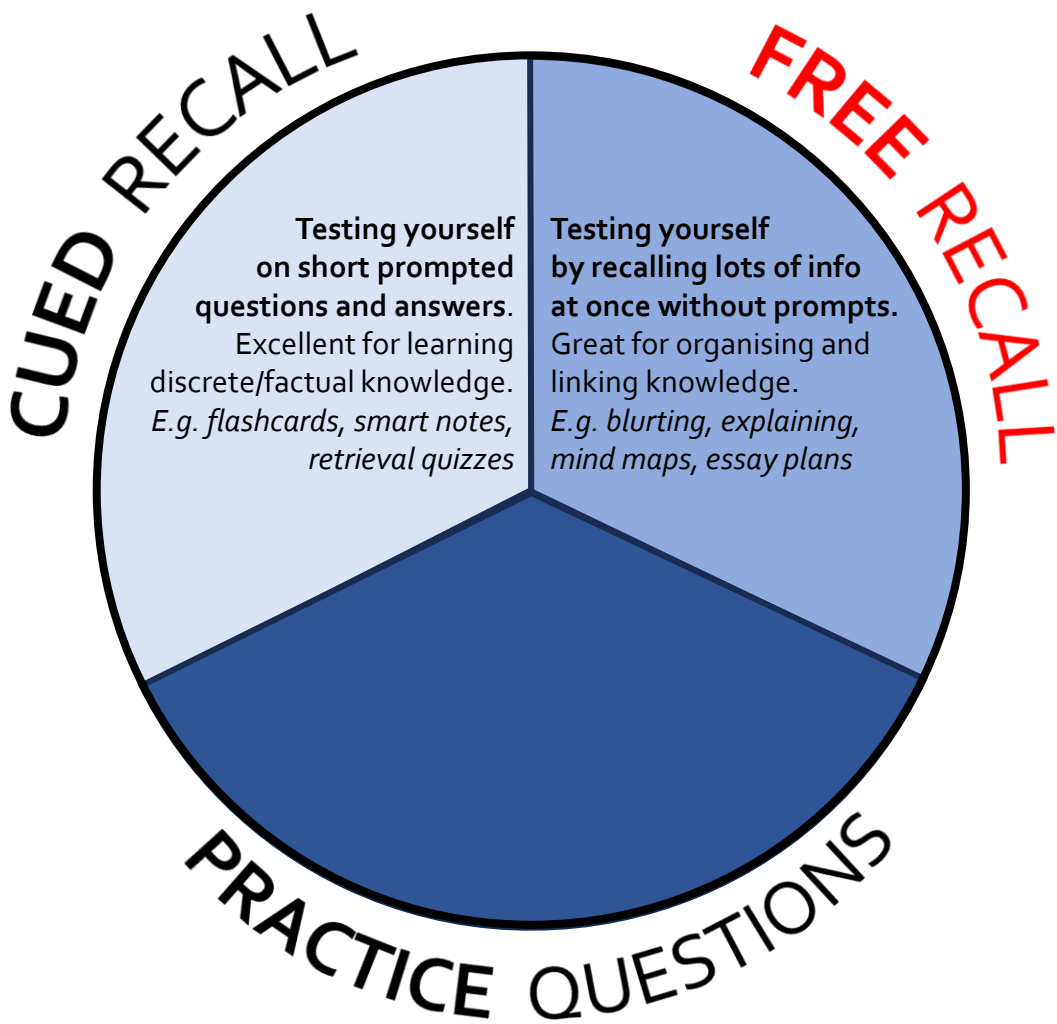 CUED RECALL
FREE RECALL
Testing yourself
on short prompted
questions and answers.
Excellent for learning
discrete/factual knowledge.
E.g. flashcards, smart notes,
retrieval quizzes
Testing yourself
by recalling lots of info
at once without prompts.
Great for organising and
linking knowledge.
E.g. blurting, explaining,
mind maps, essay plans
PRACTICE QUESTIONS